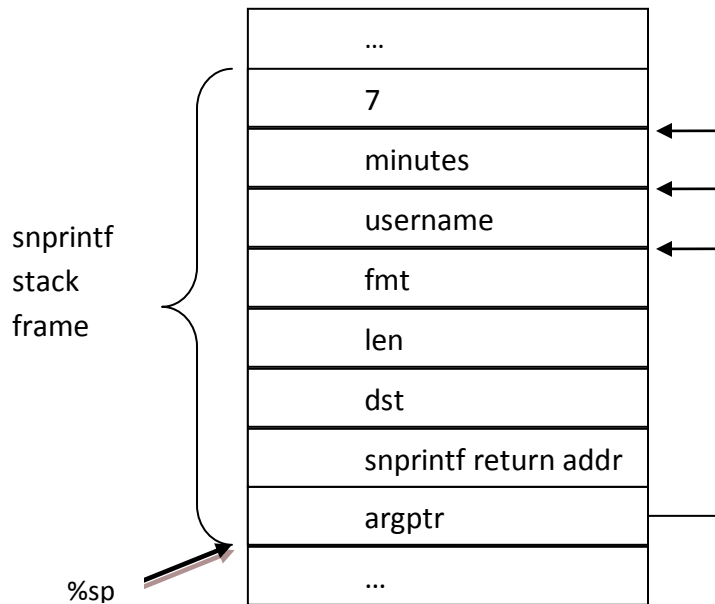 …
7
minutes
username
fmt
len
dst
snprintf return addr
argptr
…
snprintf
stack
frame
%sp